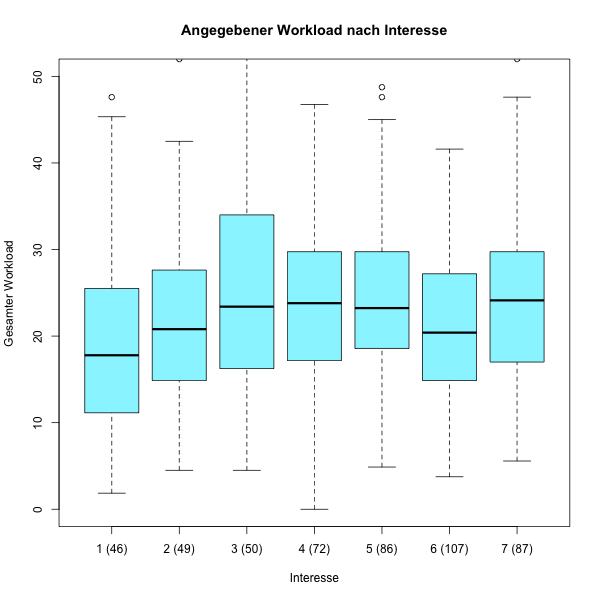 Angegebener Workload nach Interesse
Gesamter Workload
50
40
30
20
10
0
1 (46) 2 (49) 3 (50) 4 (72) 5 (86) 6 (107) 7 (87)
Interesse